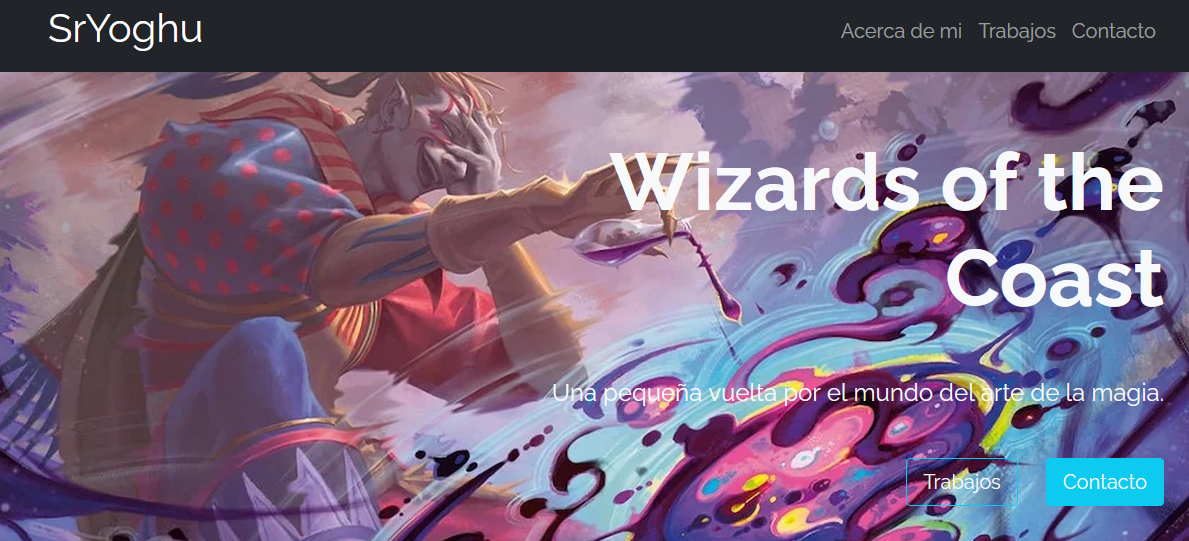 SrYoghu
Acerca de mi Trabajos Contacto
Wizards of the
Coast
Una pequeña vuelta por el mundo del arte de la magia.
Trabajos Contacto